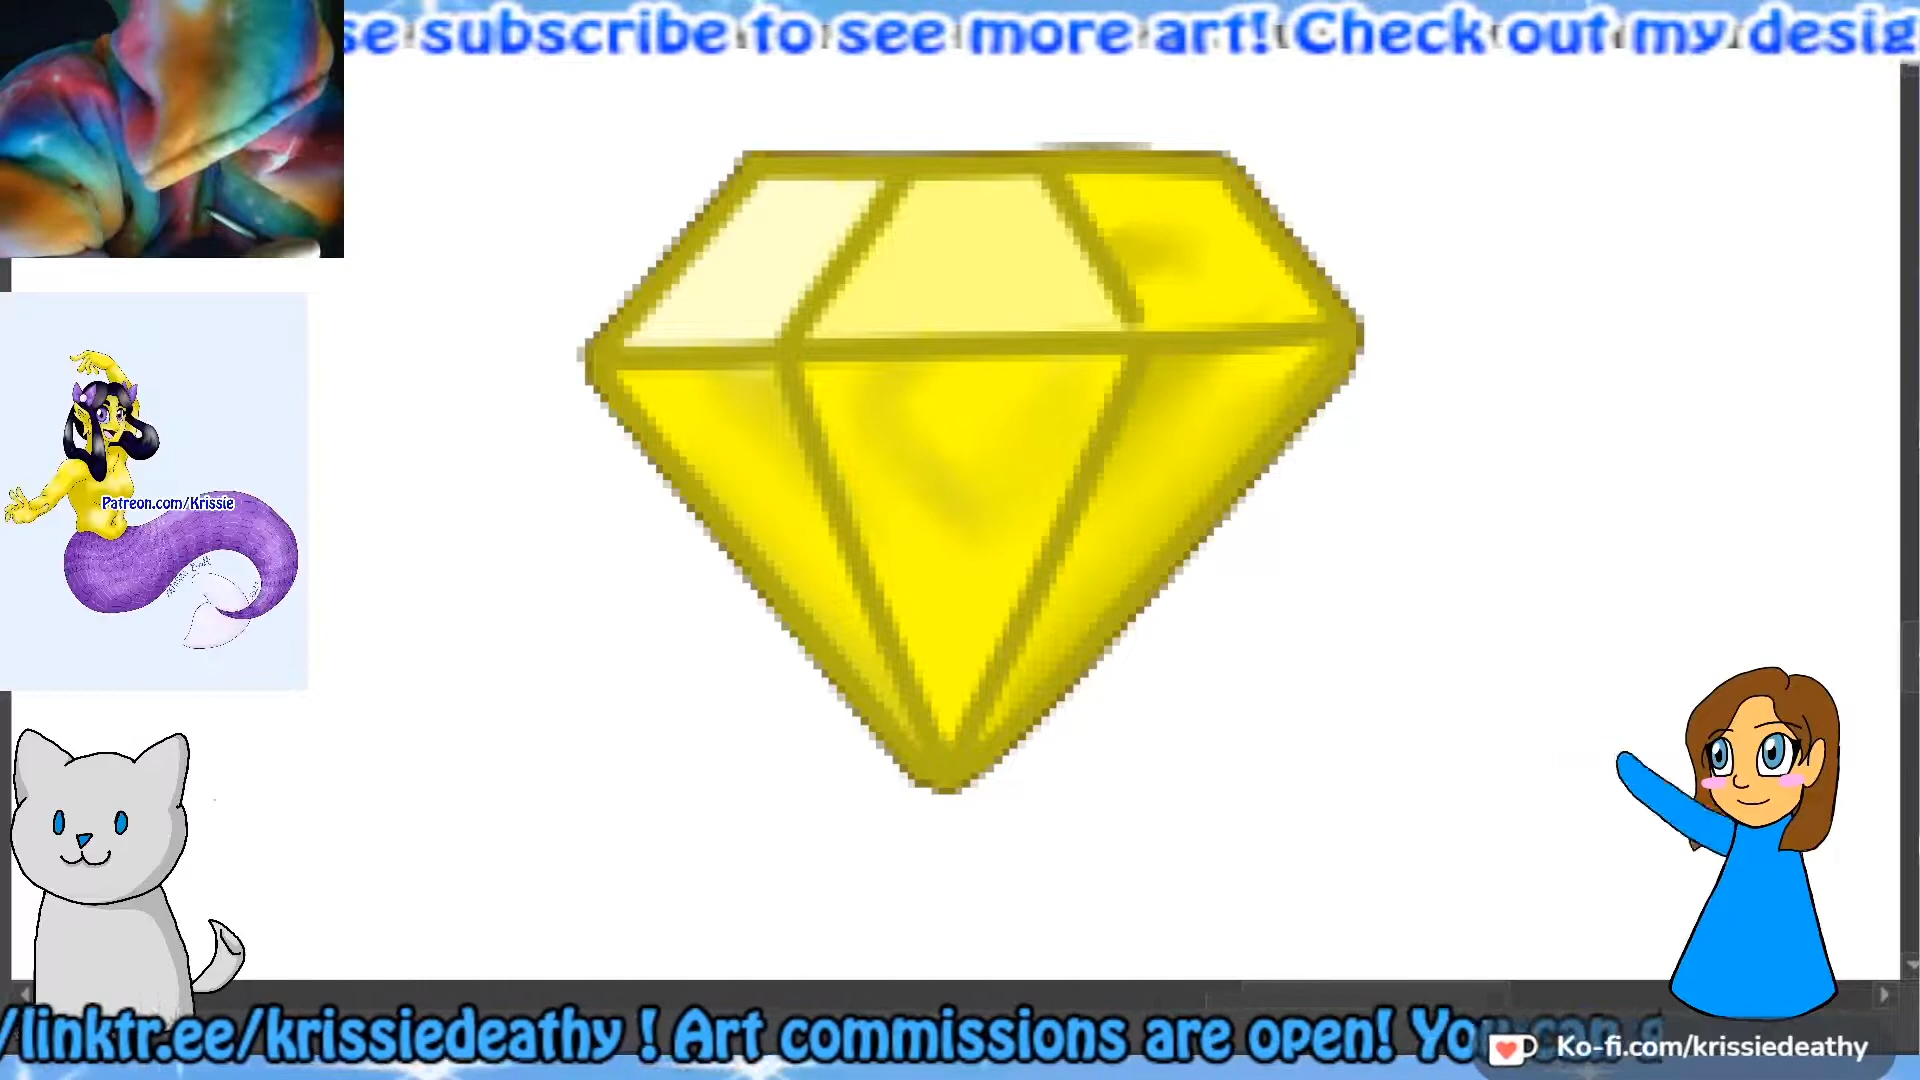 se subscribe to see more art! Check out my desig
Patreon.com/Krissie
/linktr.ee/krissiedeathy ! Art commissions are open! You can g
Ko-fi.com/krissiedeathy